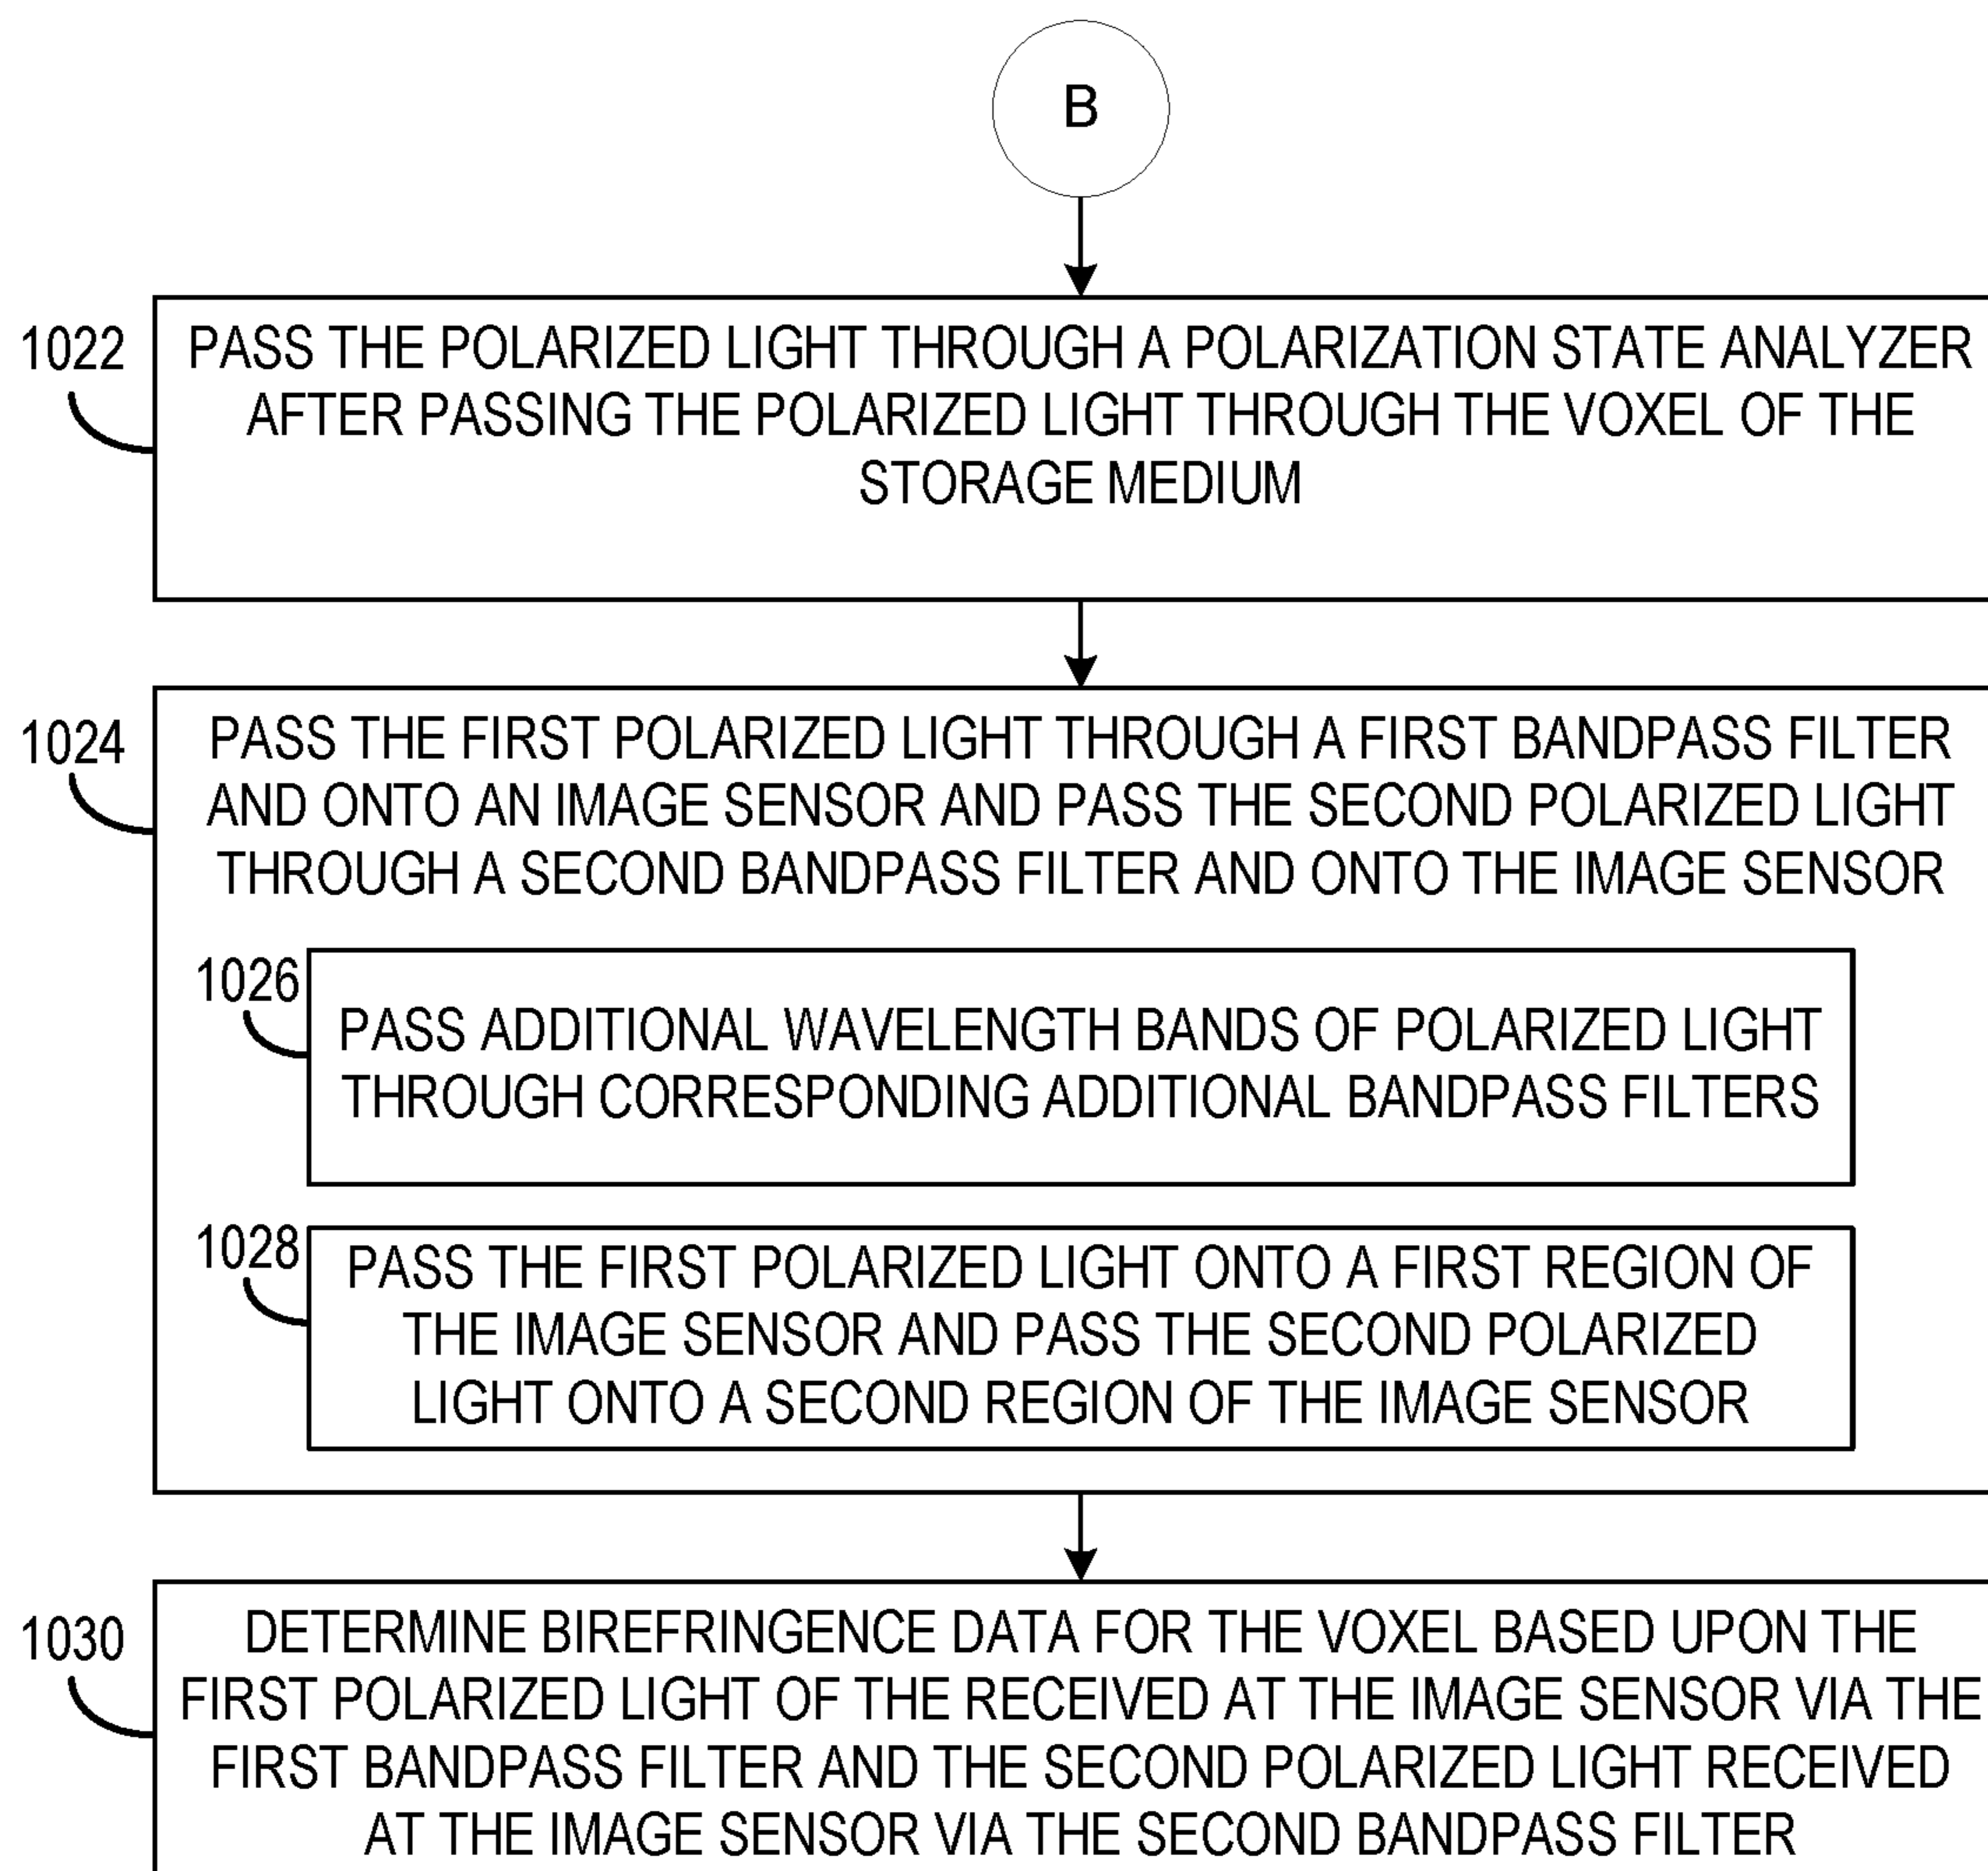 B
1022
PASS THE POLARIZED LIGHT THROUGH A POLARIZATION STATE ANALYZER
AFTER PASSING THE POLARIZED LIGHT THROUGH THE VOXEL OF THE
STORAGE MEDIUM
1024
PASS THE FIRST POLARIZED LIGHT THROUGH A FIRST BANDPASS FILTER
AND ONTO AN IMAGE SENSOR AND PASS THE SECOND POLARIZED LIGHT
THROUGH A SECOND BANDPASS FILTER AND ONTO THE IMAGE SENSOR
1026
PASS ADDITIONAL WAVELENGTH BANDS OF POLARIZED LIGHT
THROUGH CORRESPONDING ADDITIONAL BANDPASS FILTERS
1028
PASS THE FIRST POLARIZED LIGHT ONTO A FIRST REGION OF
THE IMAGE SENSOR AND PASS THE SECOND POLARIZED
LIGHT ONTO A SECOND REGION OF THE IMAGE SENSOR
1030
DETERMINE BIREFRINGENCE DATA FOR THE VOXEL BASED UPON THE
FIRST POLARIZED LIGHT OF THE RECEIVED AT THE IMAGE SENSOR VIA THE
FIRST BANDPASS FILTER AND THE SECOND POLARIZED LIGHT RECEIVED
AT THE IMAGE SENSOR VIA THE SECOND BANDPASS FILTER